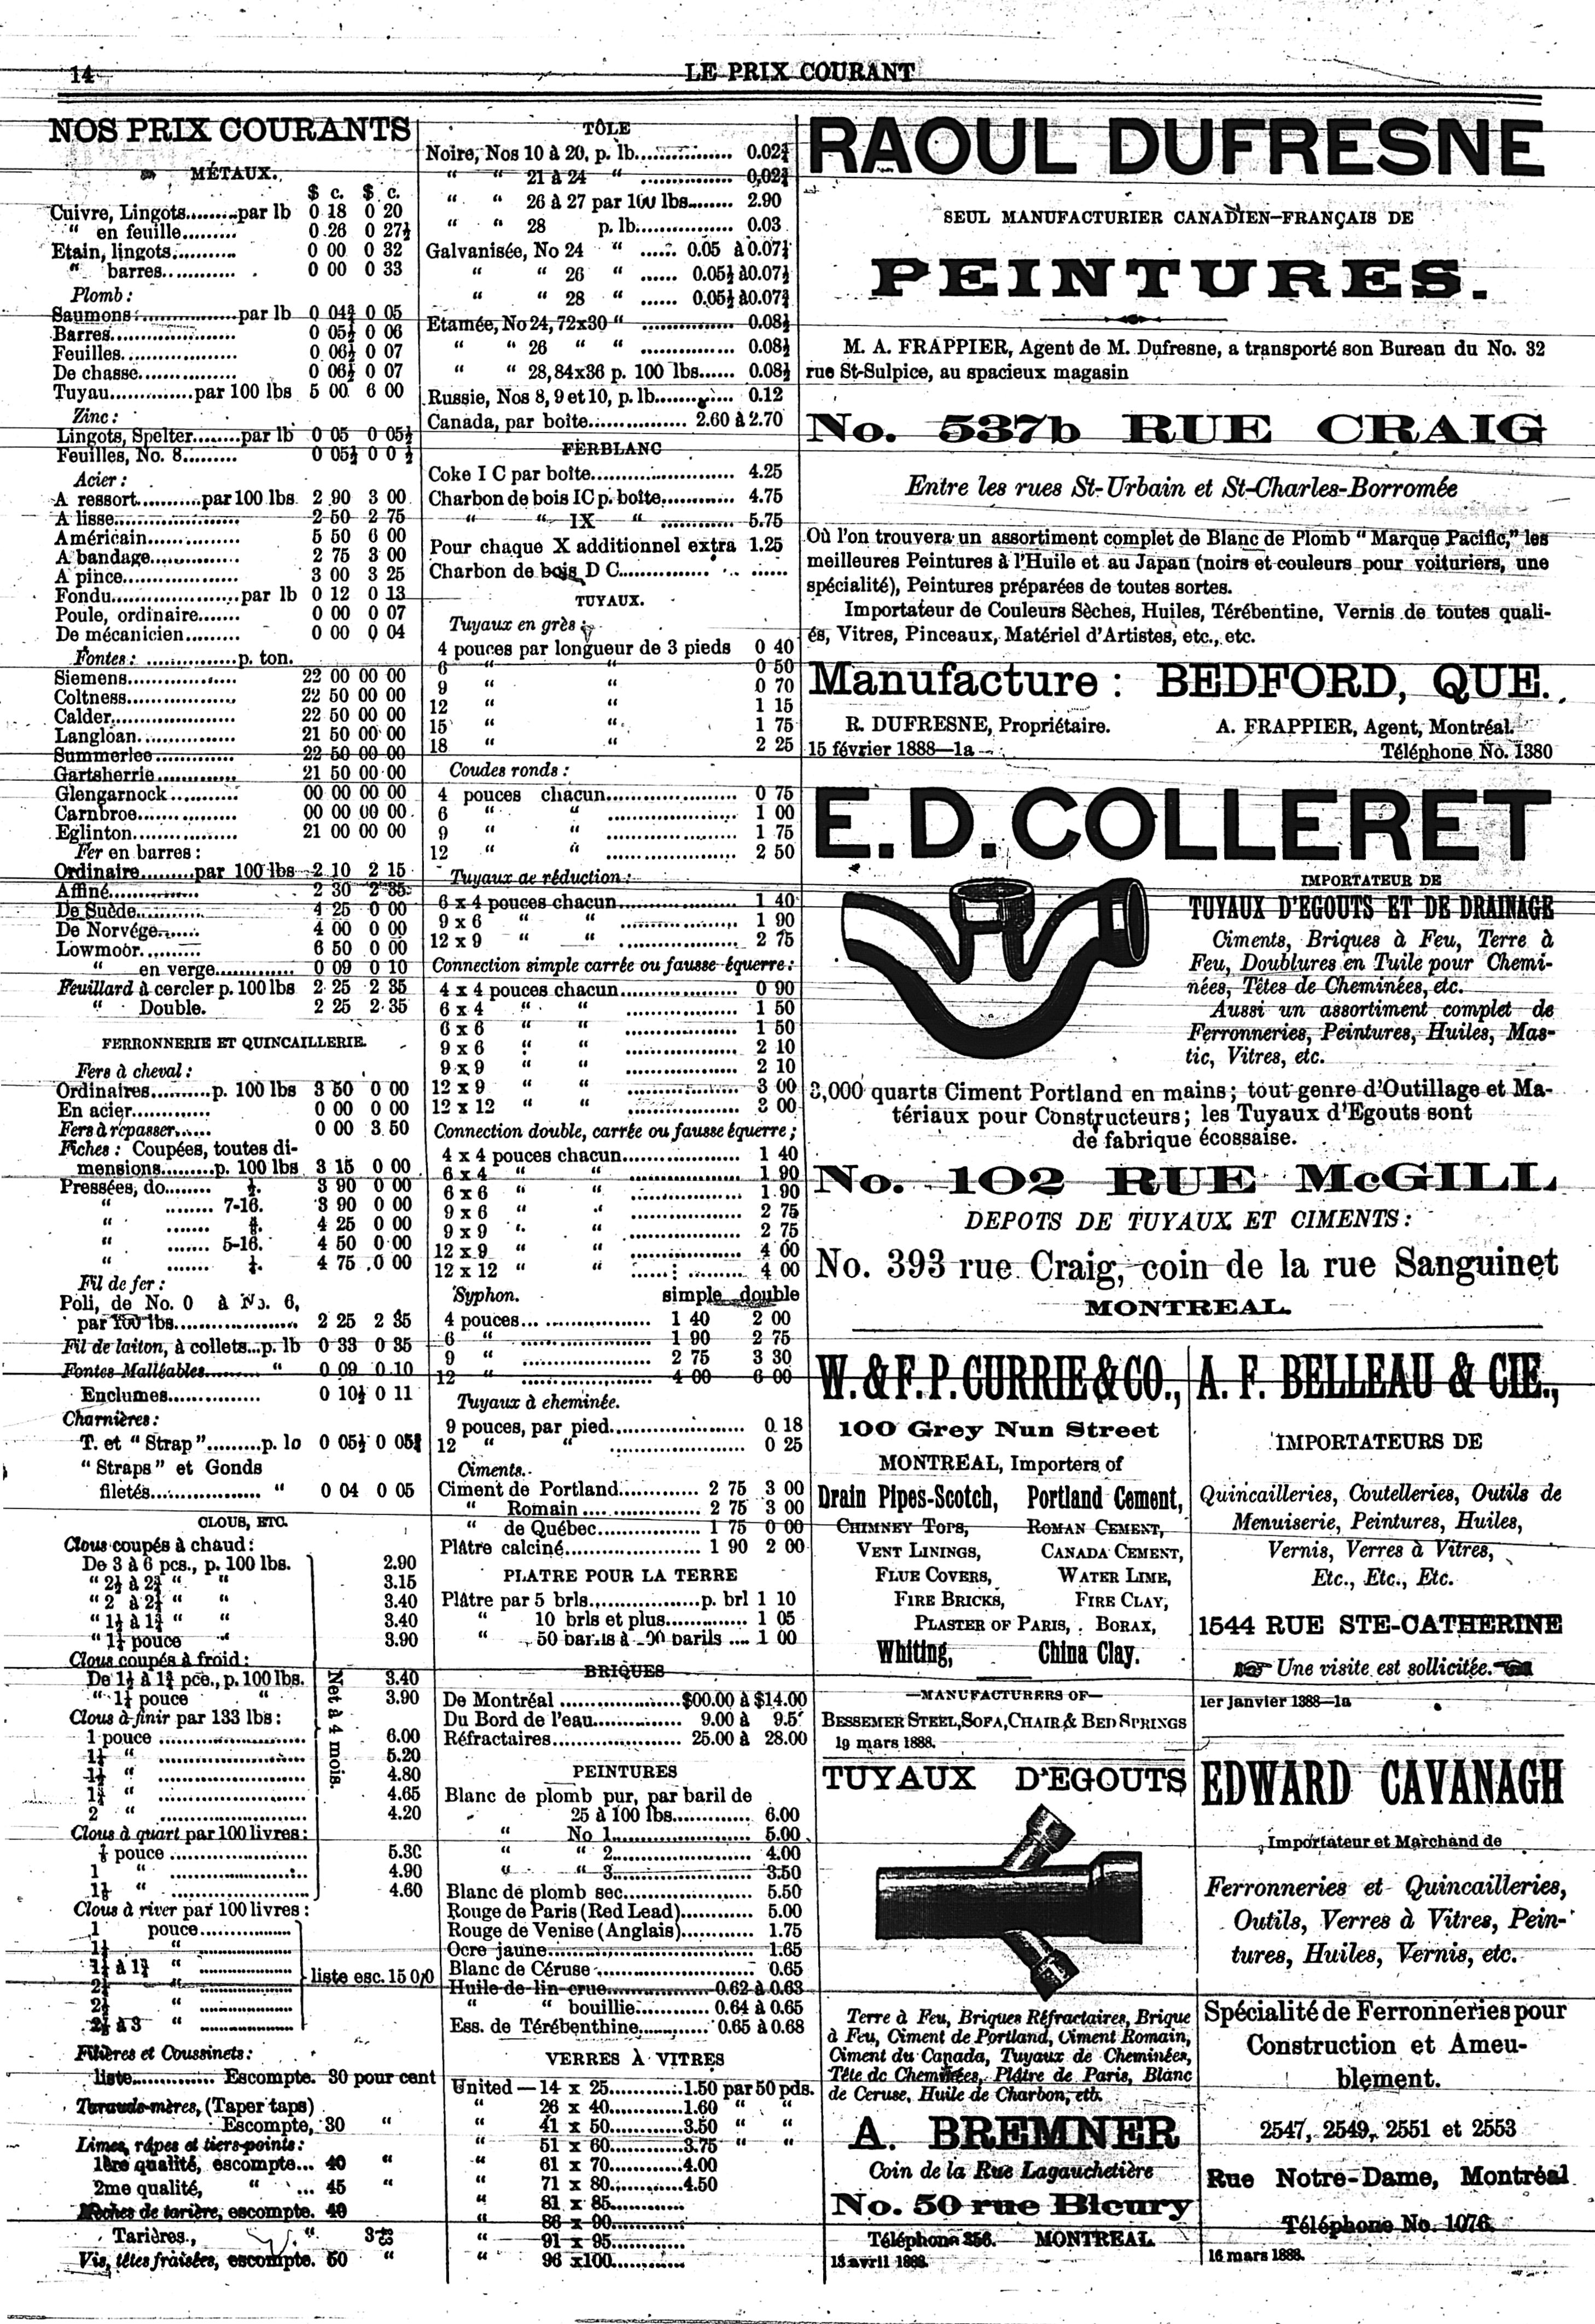 14
LE PRIX COURANT
NOS PRIX COURANTS
MÉTAUX.
$ c. $ c.
Cuivre, Lingots.........par lb 0 18 0 20
" en feuille......... 0 26 0 27½
Etain, lingots........... 0 00 0 32
" barres............ 0 00 0 33
Plomb:
Saumons..................par lb 0 04¾ 0 05
Barres...................... 0 05½ 0 06
Feuilles.................... 0 06½ 0 07
De chasse................. 0 06½ 0 07
Tuyau..............par 100 lbs 5 00 6 00
Zinc:
Lingots, Spelter........par lb 0 05 0 05½
Feuilles, No. 8......... 0 05½
Acier:
A ressort..........par 100 lbs. 2 90 3 00
A lisse..................... 2 50 2 75
Américain.............. 5 50 6 00
A bandage.............. 2 75 3 00
A pince................... 3 00 3 25
Fondu.....................par lb 0 12 0 13
Poule, ordinaire....... 0 00 0 07
De mécanicien......... 0 00 0 04
Fontes: ...............p. ton.
Siemens................. 22 00 00 00
Coltness................. 22 50 00 00
Calder................... 22 50 00 00
Langloan............... 21 50 00 00
Summerlee............ 22 50 00 00
Gartsherrie............ 21 50 00 00
Glengarnock.......... 00 00 00 00
Carnbroe............... 00 00 00 00
Eglinton................ 21 00 00 00
Fer en barres:
Ordinaire.........par 100 lbs 2 10 2 15
Affiné.............. 2 30 2 35
De Suède........... 4 25 0 00
De Norvége....... 4 00 0 00
Lowmoor.......... 6 50 0 00
" en verge............ 0 09 0 10
Feuillard à cercler p. 100 lbs 2 25 2 35
" Double. 2 25 2 35
FERRONNERIE ET QUINCAILLERIE.
Fers à cheval:
Ordinaires..........p. 100 lbs 3 50 0 00
En acier............. 0 00 0 00
Fers à repasser...... 0 00 3 50
Fiches: Coupées, toutes di-
mensions.........p. 100 lbs 3 15 0 00
Pressées, do........ ½. 3 90 0 00
" ........ 7-16. 3 90 0 00
" ....... 4 25 0 00
" ....... 5-16. 4 50 0 00
" ....... ¼. 4 75 0 00
Fil de fer:
Poli, de No. 0 à No. 6,
par 100 lbs..................... 2 25 2 35
Fil de laiton, à collets...p. lb 0 33 0 35
Fontes Malléables........ " 0 09 0 10
Enclumes............... 0 10½ 0 11
Charnières:
T. et "Strap".........p. lb 0 05½
"Straps" et Gonds
filetés.................. " 0 04 0 05
CLOUS, ETC.
Clous coupés à chaud:
De 3 à 6 pcs., p. 100 lbs. 2.90
" 2½ à 2¾ " " 3.15
" 2 à 2¼ " " 3.40
" 1½ à 1¾ " " 3.40
" 1¼ pouce " 3.90
Clous coupés à froid:
De 1½ à 1¾ pce., p. 100 lbs. 3.40
" 1¼ pouce " 3.90
Clous à finir par 133 lbs:
1 pouce 6.00
1¼ " 5.20
1½ " 4.80
1¾ " 4.65
2 " 4.20
Clous à quart par 100 livres:
pouce 5.30
1 " 4.90
1¼ " 4.60
Net à 4 mois.
Clous à river par 100 livres:
1 pouce
1¼ "
1½ à 1¾ "
2¼ "
2½ "
2¾ à 3 "
liste esc. 15 0/0
Filières et Coussinets:
liste............. Escompte. 30 pour cent
Tarauds-mères, (Taper taps)
Escompte, 30 "
Limes, râpes et tiers-points:
1ère qualité, escompte... 40 "
2me qualité, " ... 45 "
Mèches de tarière, escompte. 40
Tarières., "
Vis, têtes fraisées, escompte. 60 "
TÔLE
Noire, Nos 10 à 20, p. lb............... 0.02¾
" " 21 à 24 " .............. 0,02¾
" " 26 à 27 par 100 lbs........ 2.90
" " 28 p. lb................ 0.03
Galvanisée, No 24 " ...... 0.05 à 0.07½
" " 26 " ...... 0.05½ à 0.07½
" " 28 " ...... 0.05½ à 0.07¾
Etamée, No 24, 72x30 " .............. 0.08½
" " 26 " " .............. 0.08½
" " 28, 84x36 p. 100 lbs...... 0.08½
Russie, Nos 8, 9 et 10, p. lb........... 0.12
Canada, par boîte............... 2.60 à 2.70
FERBLANC
Coke I C par boîte....................... 4.25
Charbon de bois IC p. boîte........... 4.75
" " IX " ........... 5.75
Pour chaque X additionnel extra 1.25
Charbon de bois D C..............
TUYAUX.
Tuyaux en grès:
4 pouces par longueur de 3 pieds 0 40
6 " " 0 50
9 " " 0 70
12 " " 1 15
15 " " 1 75
18 " " 2 25
Coudes ronds:
4 pouces chacun..................... 0 75
6 " " ..................... 1 00
9 " " ..................... 1 75
12 " " ..................... 2 50
Tuyaux de réduction:
6 x 4 pouces chacun................. 1 40
9 x 6 " " ................... 1 90
12 x 9 " " ................... 2 75
Connection simple carrée ou fausse équerre:
4 x 4 pouces chacun................... 0 90
6 x 4 " " .................. 1 50
6 x 6 " " .................. 1 50
9 x 6 " " .................. 2 10
9 x 9 " " .................. 2 10
12 x 9 " " .................. 3 00
12 x 12 " " .................. 3 00
Connection double, carrée ou fausse équerre;
4 x 4 pouces chacun.................. 1 40
6 x 4 " " .................. 1.90
6 x 6 " " .................. 1.90
9 x 6 " " .................. 2 75
9 x 9 " " .................. 2 75
12 x 9 " " .................. 4 00
12 x 12 " " .................. 4 00
Syphon. simple double
4 pouces... ................ 1 40 2 00
6 " .................... 1 90 2 75
9 " .................... 2 75 3 30
12 " .................... 4 00 6 00
Tuyaux à cheminée.
9 pouces, par pied..................... 0.18
12 " " ..................... 0 25
Ciments.
Ciment de Portland............ 2 75 3 00
" Romain ................ 2 75 3 00
" de Québec............... 1 75 0 00
Plâtre calciné..................... 1 90 2 00
PLATRE POUR LA TERRE
Plâtre par 5 brls................p. brl 1 10
" 10 brls et plus............. 1 05
" 50 barils à barils .... 1 00
BRIQUES
De Montréal ..................$00.00 à $14.00
Du Bord de l'eau............. 9.00 à
Réfractaires.................... 25.00 à 28.00
PEINTURES
Blanc de plomb pur, par baril de
25 à 100 lbs............ 6.00
" No 1..................... 5.00
" " 2..................... 4.00
" " 3..................... 3.50
Blanc de plomb sec..................... 5.50
Rouge de Paris (Red Lead)............ 5.00
Rouge de Venise (Anglais)............ 1.75
Ocre jaune................................. 1.65
Blanc de Céruse ......................... 0.65
Huile de lin crue............... 0.62 à 0.63
" " bouillie........... 0.64 à 0.65
Ess. de Térébenthine........... 0.65 à 0.68
VERRES À VITRES
United — 14 x 25............1.50 par 50 pds.
" 26 x 40............1.60 " "
" 41 x 50............3.50 " "
" 51 x 60............3.75 " "
" 61 x 70............4.00
" 71 x 80............4.50
" 81 x 85............
" 86 x 90............
" 91 x 95............
" 96 x100............
RAOUL DUFRESNE
SEUL MANUFACTURIER CANADIEN-FRANÇAIS DE
PEINTURES.
M. A. FRAPPIER, Agent de M. Dufresne, a transporté son Bureau du No. 32
rue St-Sulpice, au spacieux magasin
No. 537b RUE CRAIG
Entre les rues St-Urbain et St-Charles-Borromée
Où l'on trouvera un assortiment complet de Blanc de Plomb "Marque Pacific," les
meilleures Peintures à l'Huile et au Japan (noirs et couleurs pour voituriers, une
spécialité), Peintures préparées de toutes sortes.
Importateur de Couleurs Sèches, Huiles, Térébentine, Vernis de toutes quali-
és, Vitres, Pinceaux, Matériel d'Artistes, etc., etc.
Manufacture: BEDFORD, QUE.
R. DUFRESNE, Propriétaire. A. FRAPPIER, Agent, Montréal.
15 février 1888—1a Téléphone No. 1380
E. D. COLLERET
IMPORTATEUR DE
TUYAUX D'EGOUTS ET DE DRAINAGE
Ciments, Briques à Feu, Terre à
Feu, Doublures en Tuile pour Chemi-
nées, Têtes de Cheminées, etc.
Aussi un assortiment complet de
Ferronneries, Peintures, Huiles, Mas-
tic, Vitres, etc.
3,000 quarts Ciment Portland en mains; tout genre d'Outillage et Ma-
tériaux pour Constructeurs; les Tuyaux d'Egouts sont
de fabrique écossaise.
No. 102 RUE McGILL
DEPOTS DE TUYAUX ET CIMENTS:
No. 393 rue Craig, coin de la rue Sanguinet
MONTREAL.
W. & F. P. CURRIE & CO.,
100 Grey Nun Street
MONTREAL, Importers of
Drain Pipes-Scotch, Portland Cement,
CHIMNEY TOPS, ROMAN CEMENT,
VENT LININGS, CANADA CEMENT,
FLUE COVERS, WATER LIME,
FIRE BRICKS, FIRE CLAY,
PLASTER OF PARIS, BORAX,
Whiting, China Clay.
—MANUFACTURERS OF—
BESSEMER STEEL, SOFA, CHAIR & BED SPRINGS
19 mars 1888.
TUYAUX D'EGOUTS
Terre à Feu, Briques Réfractaires, Brique
à Feu, Ciment de Portland, Ciment Romain,
Ciment du Canada, Tuyaux de Cheminées,
Tête de Cheminées, Plâtre de Paris, Blanc
de Ceruse, Huile de Charbon, etc.
A. BREMNER
Coin de la Rue Lagauchetière
No. 50 rue Bleury
Téléphone 356. MONTREAL.
13 avril 1888.
A. F. BELLEAU & CIE.,
IMPORTATEURS DE
Quincailleries, Coutelleries, Outils de
Menuiserie, Peintures, Huiles,
Vernis, Verres à Vitres,
Etc., Etc., Etc.
1544 RUE STE-CATHERINE
Une visite est sollicitée.
1er janvier 1888—1a
EDWARD CAVANAGH
Importateur et Marchand de
Ferronneries et Quincailleries,
Outils, Verres à Vitres, Pein-
tures, Huiles, Vernis, etc.
Spécialité de Ferronneries pour
Construction et Ameu-
blement.
2547, 2549, 2551 et 2553
Rue Notre-Dame, Montréal
Téléphone No. 1076.
16 mars 1888.